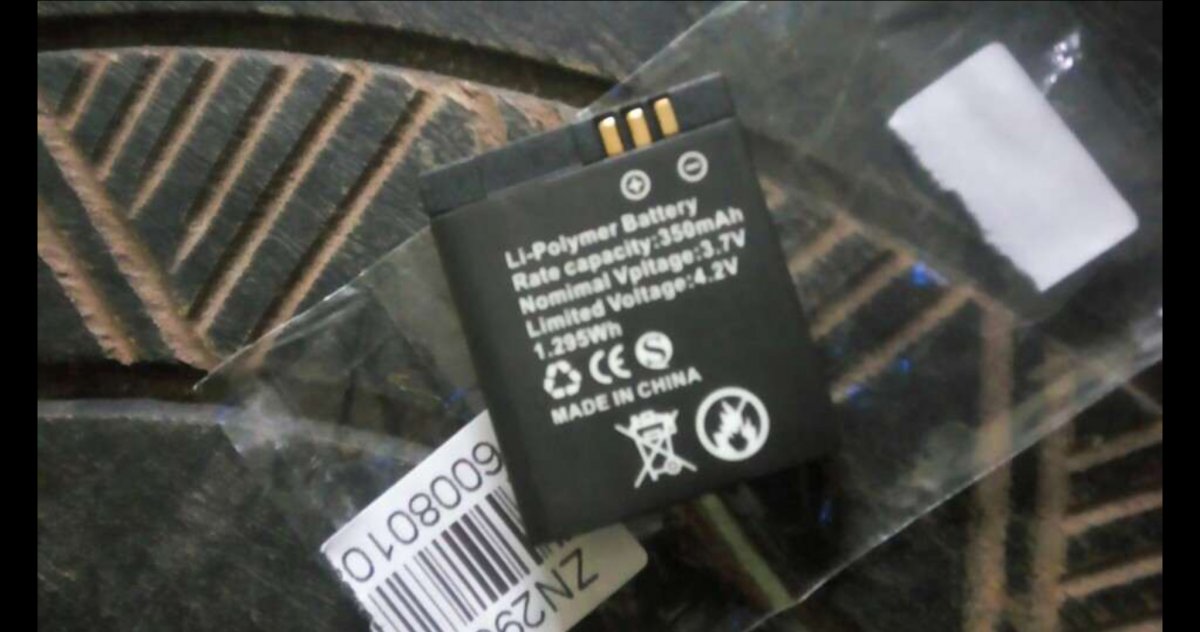 Li-Polymer Battery
Rate capacity:350mAh
Nomimal Vpltage:3.7V
Limited Voltage:4.2V
1.295Wh
CE
MADE IN CHINA